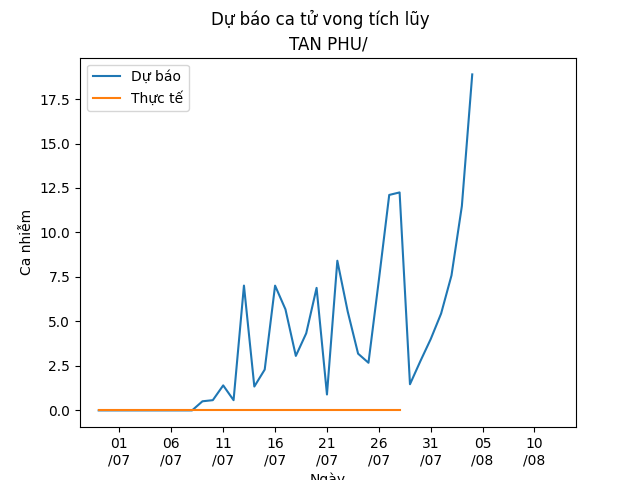 Dự báo ca tử vong tích lũy
TAN PHU/
Dự báo
Thực tế
Ca nhiễm
17.5
15.0
12.5
10.0
7.5
5.0
2.5
0.0
01 06 11 16 21 26 31 05 10
/07 /07 /07 /07 /07 /07 /07 /08 /08
Ngày